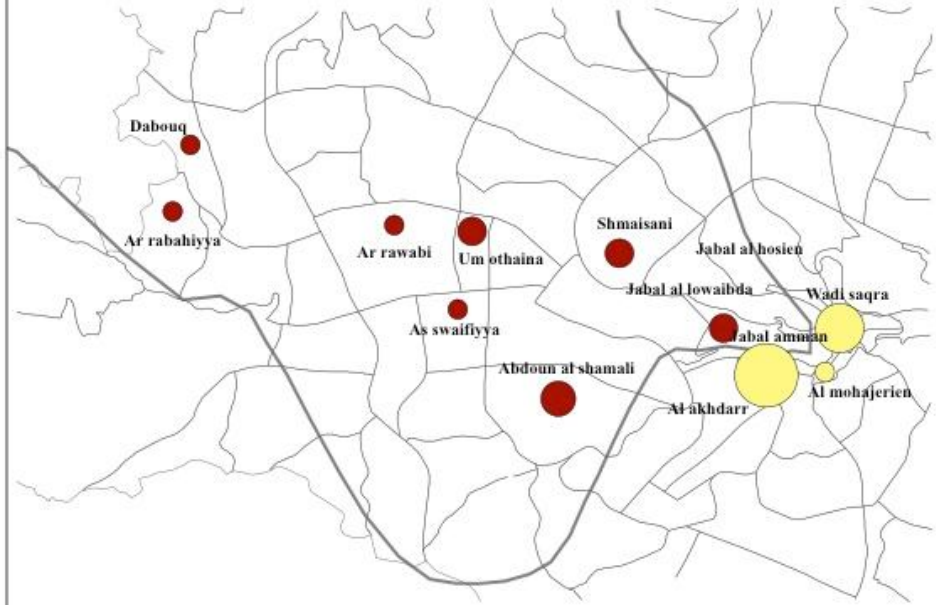 Dabouq
Ar rabahiyya
Ar rawabi
Um othaina
Shmaisani
Jabal al hosien
Jabal al lowaibda
Wadi saqra
As swaifiyya
Jabal amman
Abdoun al shamali
Al mohajerien
Al akhdarr